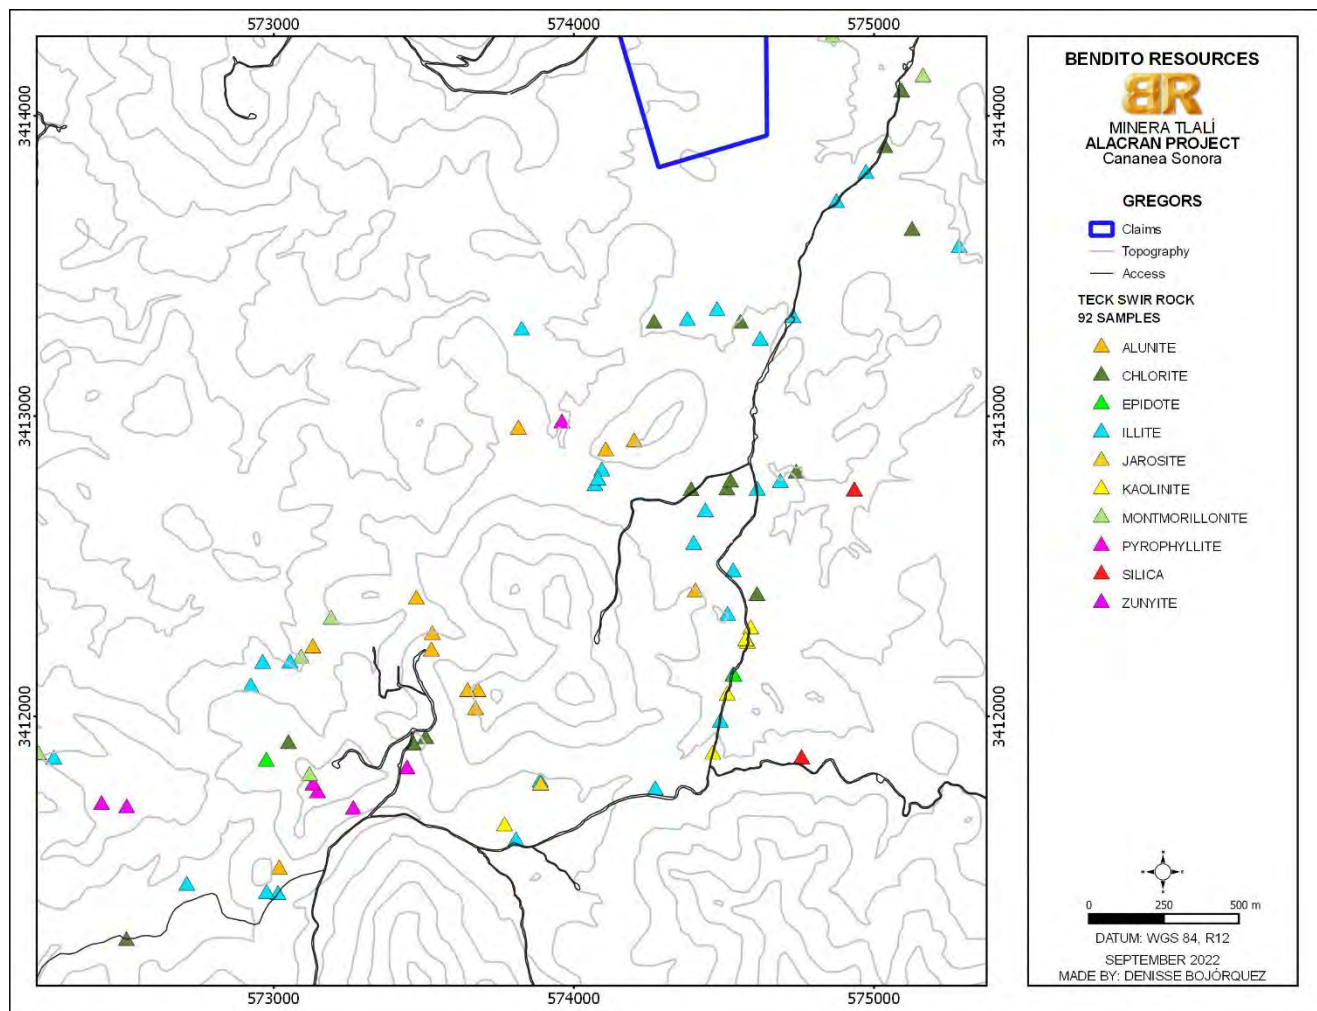 573000 574000 575000
3414000 3414000
3413000 3413000
3412000 3412000
573000 574000 575000
BENDITO RESOURCES
BR
MINERA TLALÍ
ALACRAN PROJECT
Cananea Sonora
GREGORS
Claims
Topography
Access
TECK SWIR ROCK
92 SAMPLES
ALUNITE
CHLORITE
EPIDOTE
ILLITE
JAROSITE
KAOLINITE
MONTMORILLONITE
PYROPHYLLITE
SILICA
ZUNYITE
0 250 500 m
DATUM: WGS 84, R12
SEPTEMBER 2022
MADE BY: DENISSE BOJÓRQUEZ